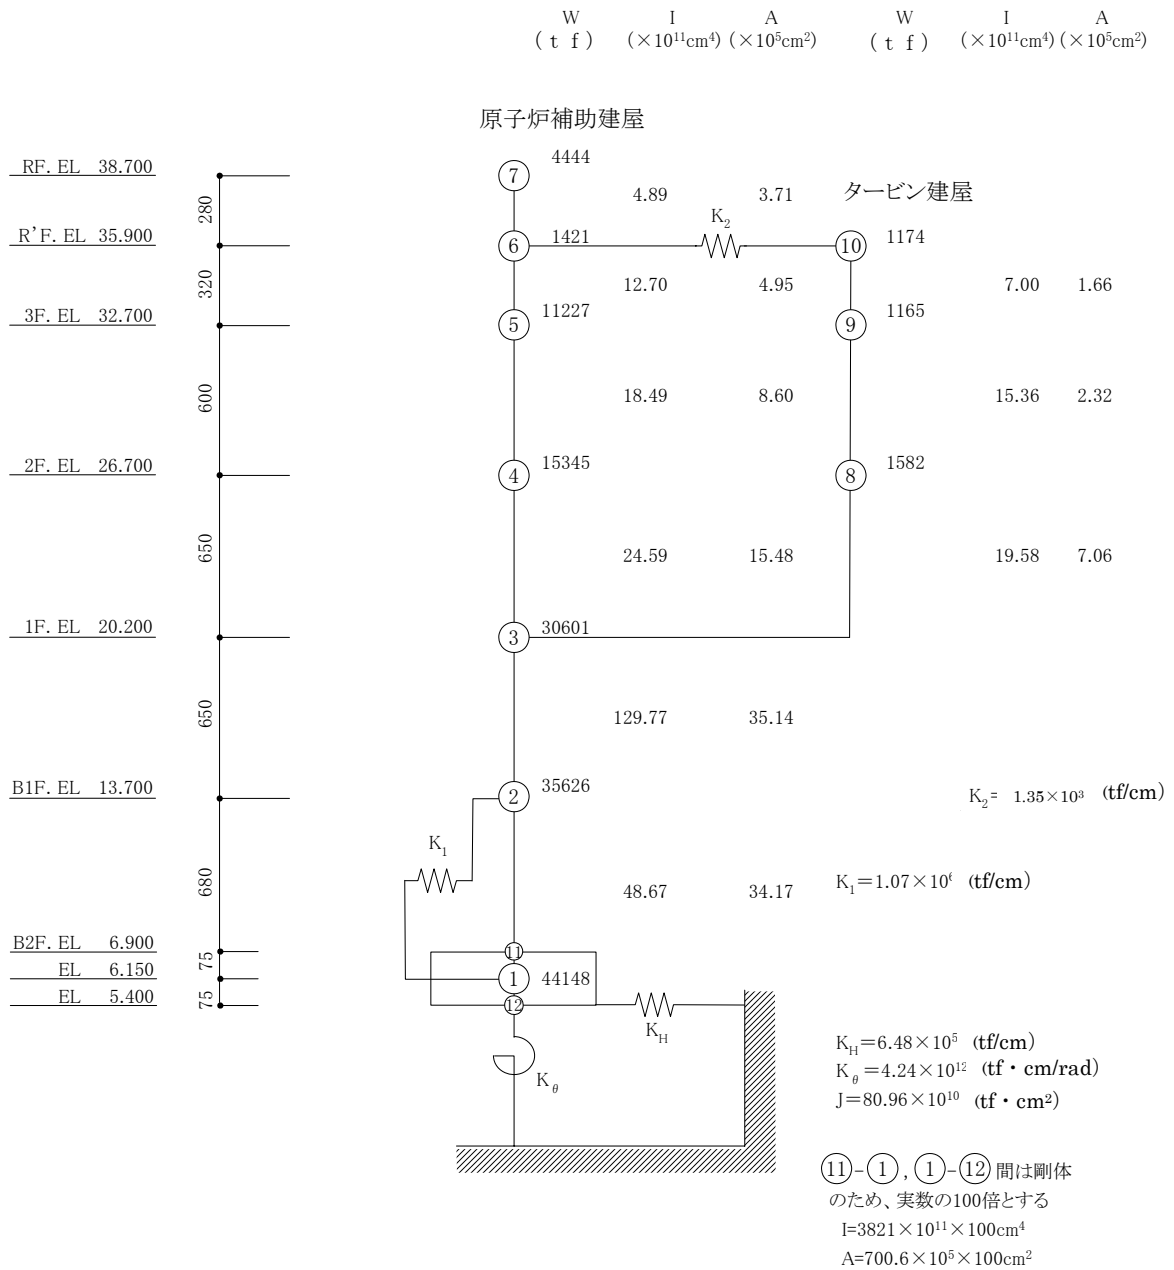 W I A W I A
(tf) (×10¹¹cm⁴) (×10⁵cm²) (tf) (×10¹¹cm⁴) (×10⁵cm²)
原子炉補助建屋
4444
RF. EL 38.700
⑦
4.89 3.71
タービン建屋
280
K₂
R'F. EL 35.900
⑥ 1421
⑩ 1174
320
12.70 4.95
7.00 1.66
3F. EL 32.700
⑤ 11227
⑨ 1165
600
18.49 8.60
15.36 2.32
2F. EL 26.700
④ 15345
⑧ 1582
650
24.59 15.48
19.58 7.06
1F. EL 20.200
③ 30601
650
129.77 35.14
B1F. EL 13.700
② 35626
K₂= 1.35×10³ (tf/cm)
K₁
680
48.67 34.17
K₁=1.07×10⁶ (tf/cm)
B2F. EL 6.900
⑪
75
EL 6.150
① 44148
75
EL 5.400
⑫
K_H
K_θ
K_H=6.48×10⁵ (tf/cm)
K_θ=4.24×10¹² (tf・cm/rad)
J=80.96×10¹⁰ (tf・cm²)
⑪-①, ①-⑫間は剛体
のため、実数の100倍とする
I=3821×10¹¹×100cm⁴
A=700.6×10⁵×100cm²